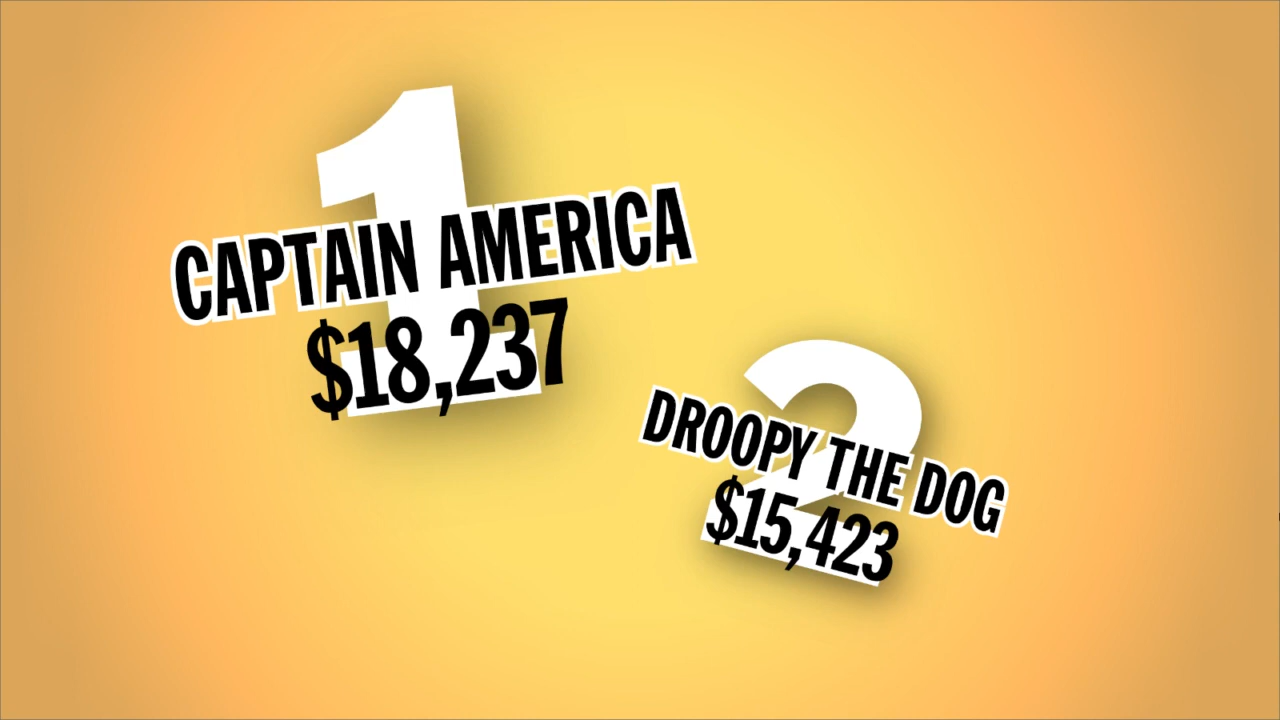 1
CAPTAIN AMERICA
$18,237
2
DROOPY THE DOG
$15,423